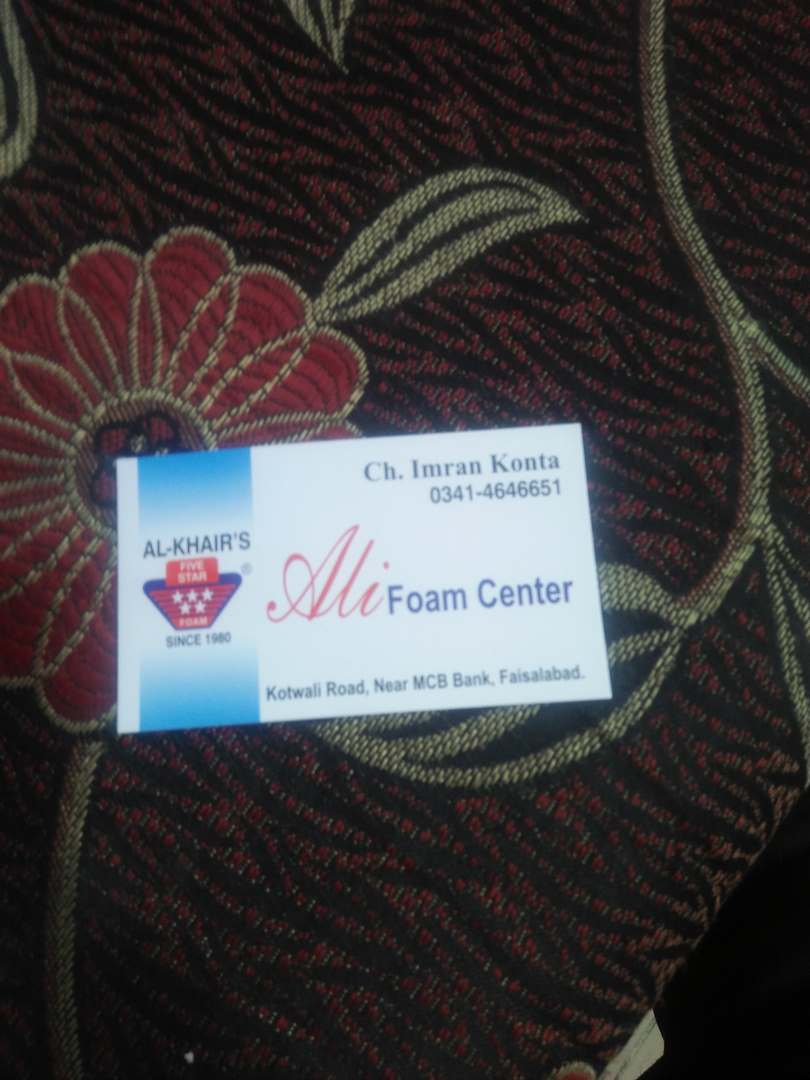 Ch. Imran Konta
0341-4646651
AL-KHAIR'S
FIVE
STAR
FOAM
®
SINCE 1980
Ali Foam Center
Kotwali Road, Near MCB Bank, Faisalabad.